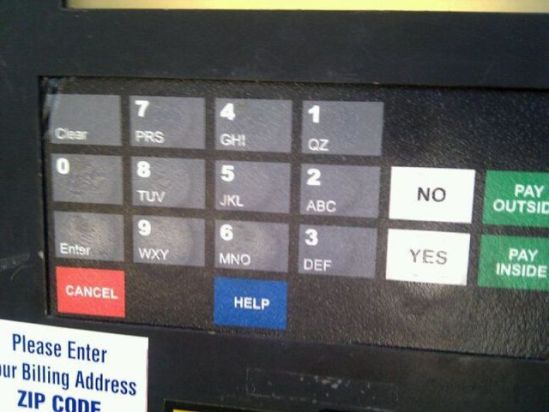 7
4
1
Clear
PRS
GHI
QZ
0
8
5
2
TUV
JKL
ABC
NO
PAY
OUTSID
9
6
3
Enter
WXY
MNO
DEF
YES
PAY
INSIDE
CANCEL
HELP
Please Enter
ur Billing Address
ZIP CODE